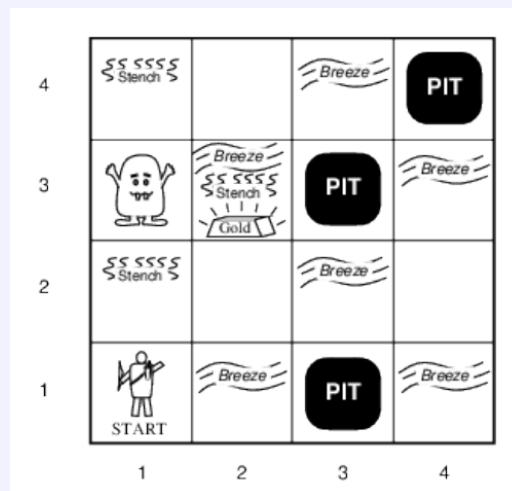 4
Stench
Breeze
PIT
3
Breeze
Stench
Gold
PIT
Breeze
2
Stench
Breeze
1
START
Breeze
PIT
Breeze
1 2 3 4